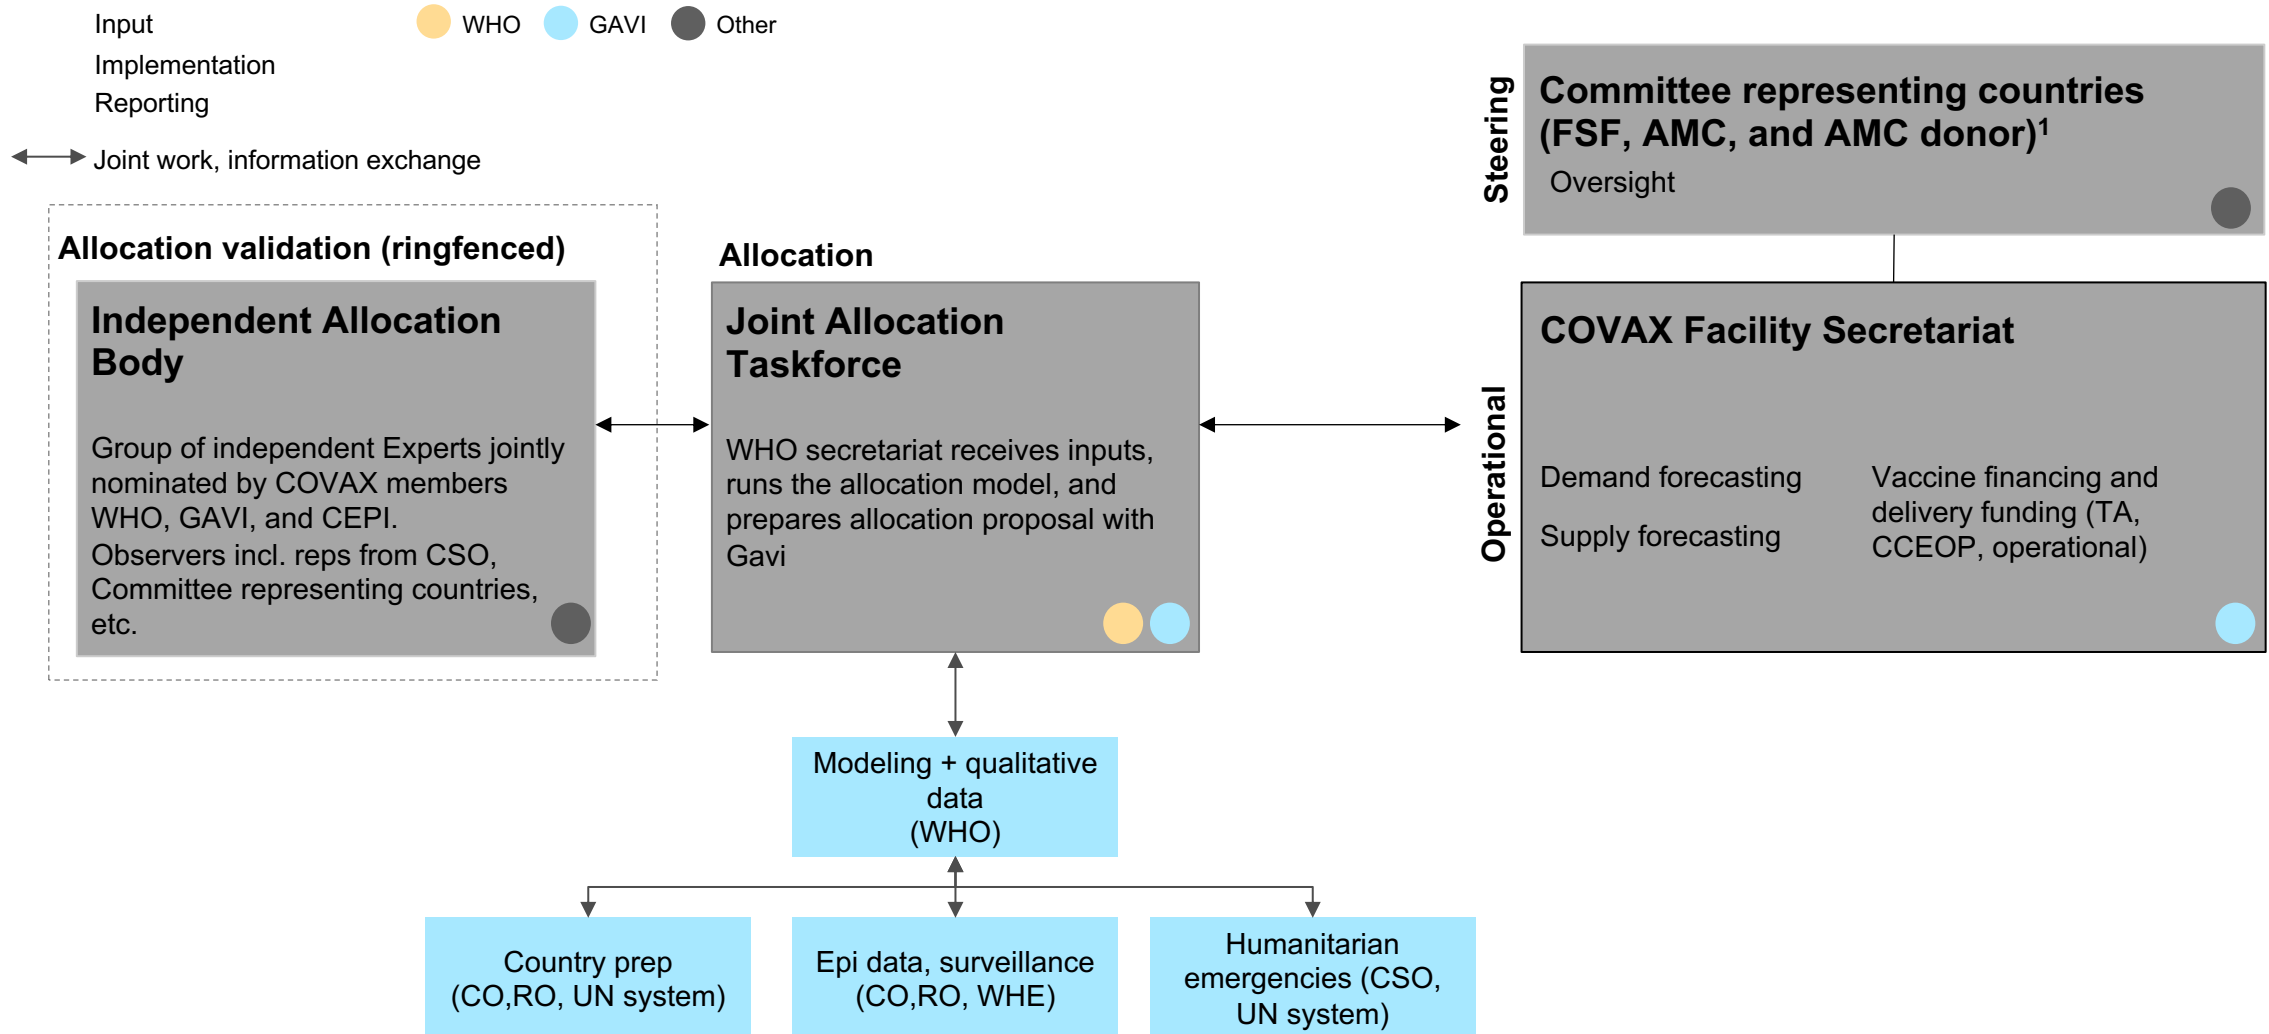 Input
WHO
GAVI
Other
Implementation
Reporting
Joint work, information exchange
Steering
Committee representing countries
(FSF, AMC, and AMC donor)¹
Oversight
Allocation validation (ringfenced)
Independent Allocation
Body
Group of independent Experts jointly
nominated by COVAX members
WHO, GAVI, and CEPI.
Observers incl. reps from CSO,
Committee representing countries,
etc.
Allocation
Joint Allocation
Taskforce
WHO secretariat receives inputs,
runs the allocation model, and
prepares allocation proposal with
Gavi
Operational
COVAX Facility Secretariat
Demand forecasting
Supply forecasting
Vaccine financing and
delivery funding (TA,
CCEOP, operational)
Modeling + qualitative
data
(WHO)
Country prep
(CO,RO, UN system)
Epi data, surveillance
(CO,RO, WHE)
Humanitarian
emergencies (CSO,
UN system)